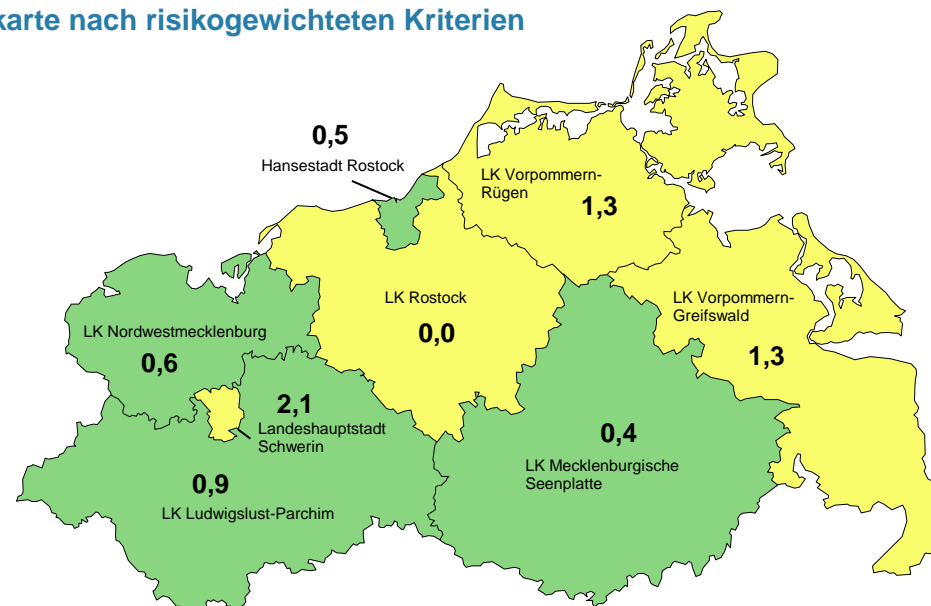 karte nach risikogewichteten Kriterien
0,5
Hansestadt Rostock
LK Vorpommern-
Rügen
1,3
LK Rostock
0,0
LK Vorpommern-
Greifswald
1,3
LK Nordwestmecklenburg
0,6
2,1
Landeshauptstadt
Schwerin
0,4
LK Mecklenburgische
Seenplatte
0,9
LK Ludwigslust-Parchim